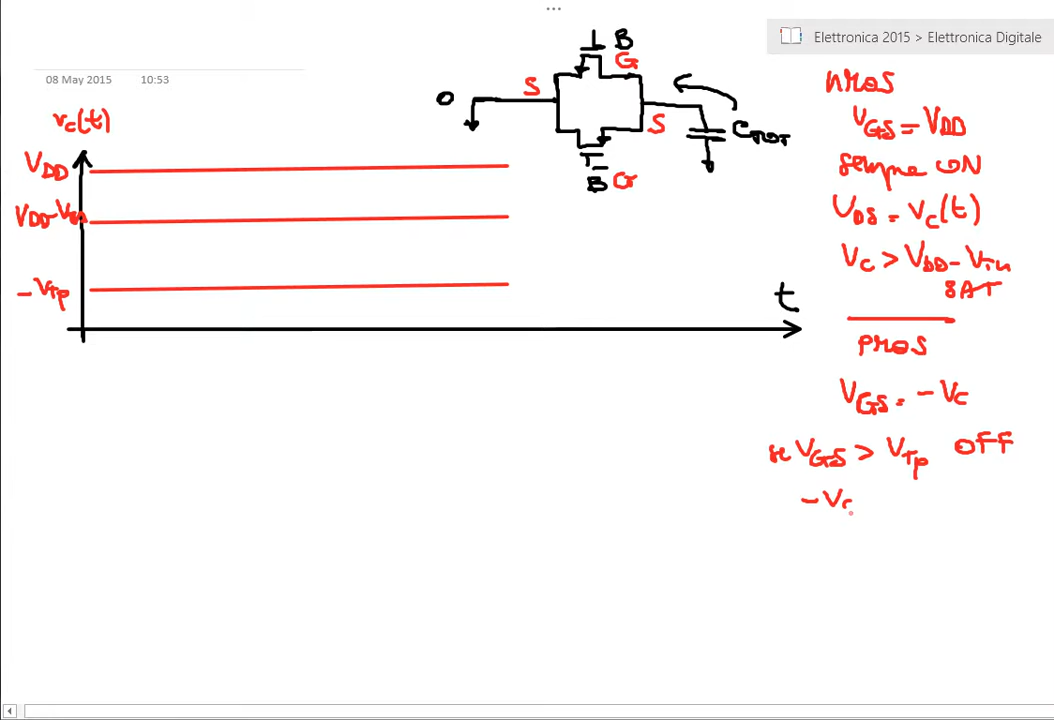 Elettronica 2015 > Elettronica Digitale
08 May 2015 10:53
vc(t)
VDD
VDD-VTn
-VTp
t
0
S
B
G
S
CTOT
B G
nMOS
VGS = VDD
sempre ON
VDS = VC(t)
VC > VDD - VTn
SAT
PMOS
VGS = -VC
se VGS > VTp OFF
-VC